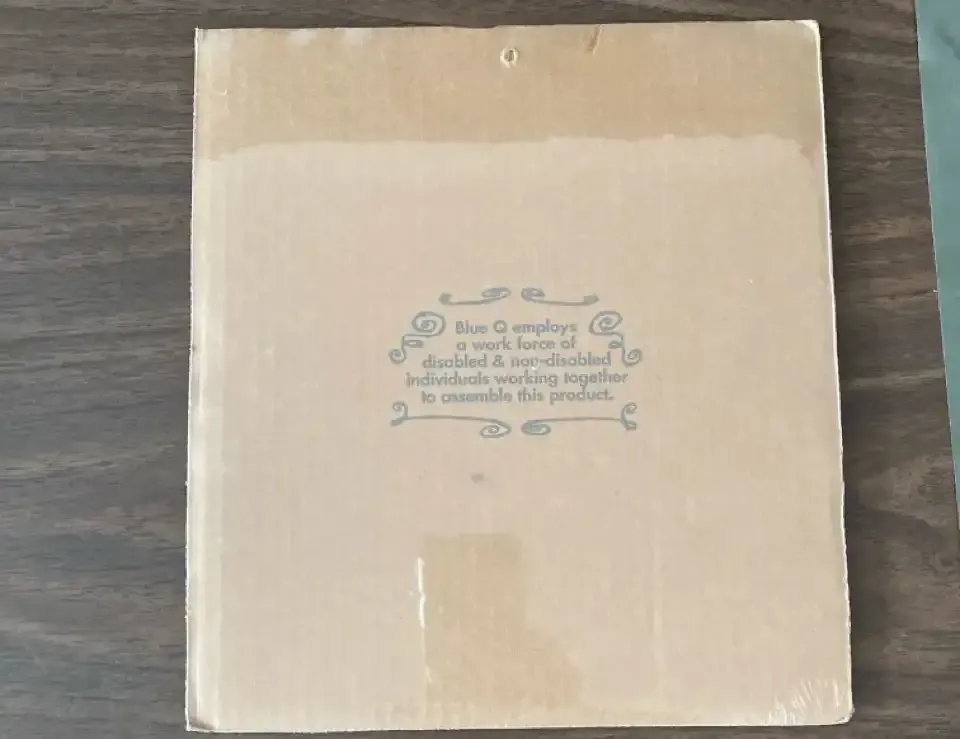 Blue Q employs
a work force of
disabled & non-disabled
individuals working together
to assemble this product.